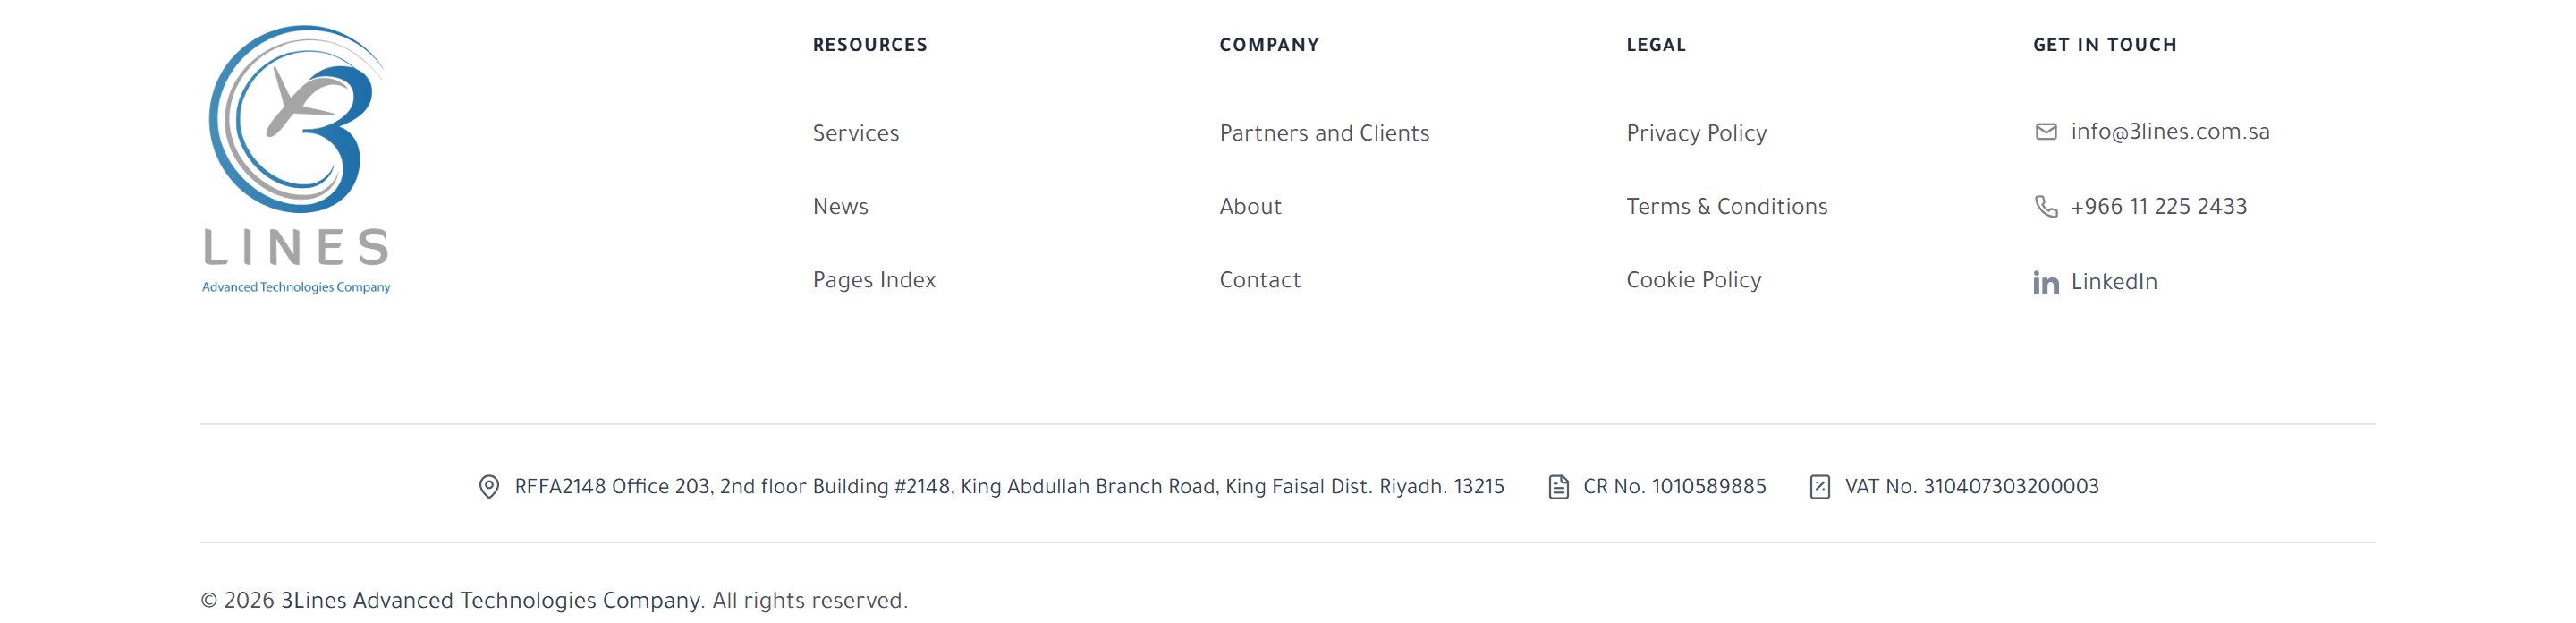 3
LINES
Advanced Technologies Company
RESOURCES
Services
News
Pages Index
COMPANY
Partners and Clients
About
Contact
LEGAL
Privacy Policy
Terms & Conditions
Cookie Policy
GET IN TOUCH
info@3lines.com.sa
+966 11 225 2433
in LinkedIn
RFFA2148 Office 203, 2nd floor Building #2148, King Abdullah Branch Road, King Faisal Dist. Riyadh. 13215 CR No. 1010589885 VAT No. 310407303200003
© 2026 3Lines Advanced Technologies Company. All rights reserved.